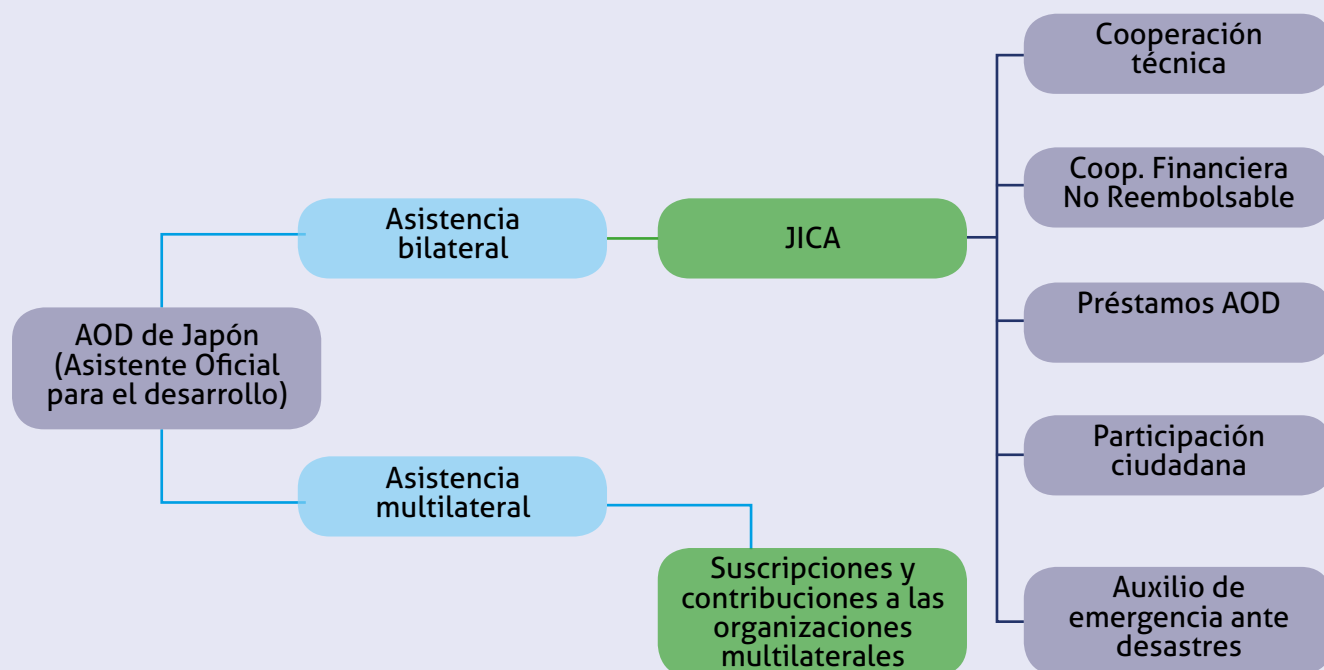 Cooperación
técnica
Coop. Financiera
No Reembolsable
Asistencia
bilateral
JICA
Préstamos AOD
AOD de Japón
(Asistente Oficial
para el desarrollo)
Participación
ciudadana
Asistencia
multilateral
Suscripciones y
contribuciones a las
organizaciones
multilaterales
Auxilio de
emergencia ante
desastres